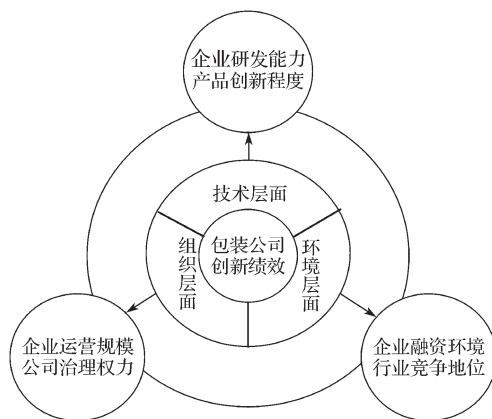 企业研发能力
产品创新程度
技术层面
组织层面
包装公司
创新绩效
环境层面
企业运营规模
公司治理权力
企业融资环境
行业竞争地位